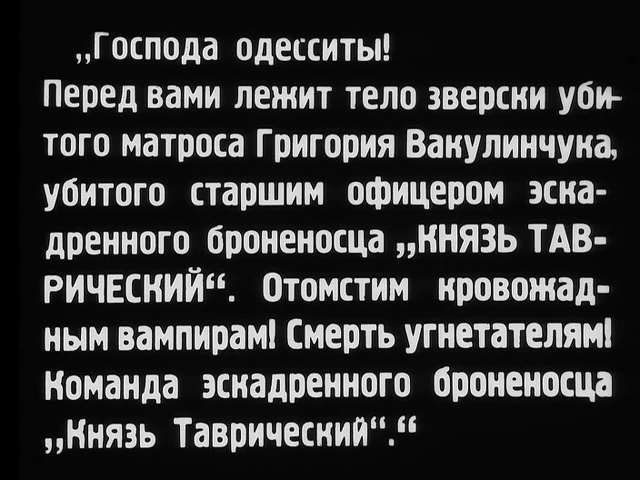 „Господа одесситы!
Перед вами лежит тело зверски уби-
того матроса Григория Вакулинчука,
убитого старшим офицером эска-
дренного броненосца „КНЯЗЬ ТАВ-
РИЧЕСКИЙ“. Отомстим кровожад-
ным вампирам! Смерть угнетателям!
Команда эскадренного броненосца
„Князь Таврический“.“